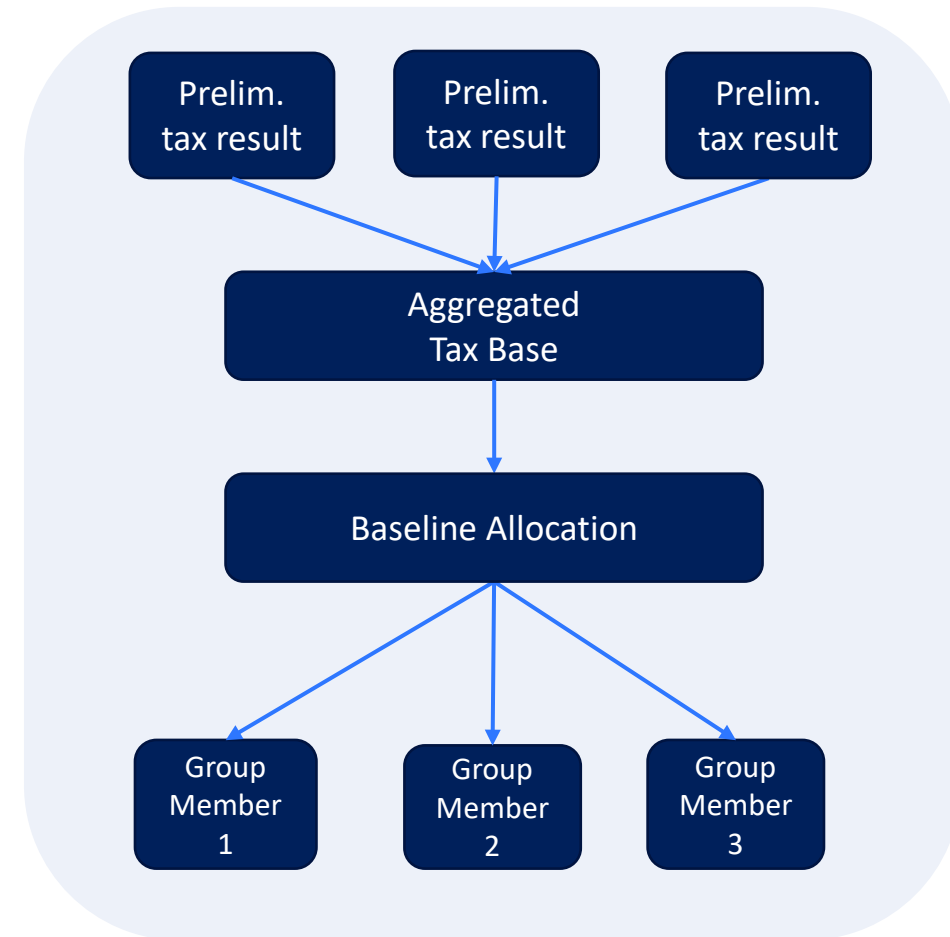 Prelim.
tax result
Prelim.
tax result
Prelim.
tax result
Aggregated
Tax Base
Baseline Allocation
Group
Member
1
Group
Member
2
Group
Member
3